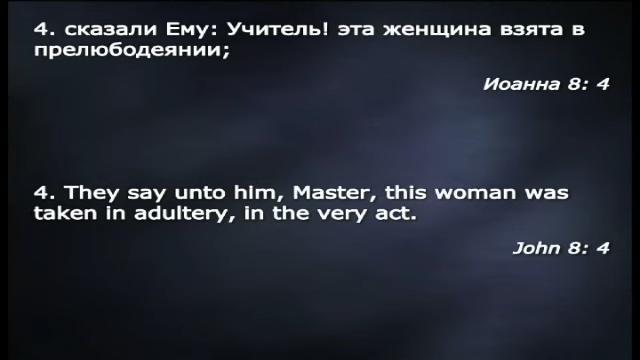 4. сказали Ему: Учитель! эта женщина взята в
прелюбодеянии;
Иоанна 8: 4
4. They say unto him, Master, this woman was
taken in adultery, in the very act.
John 8: 4